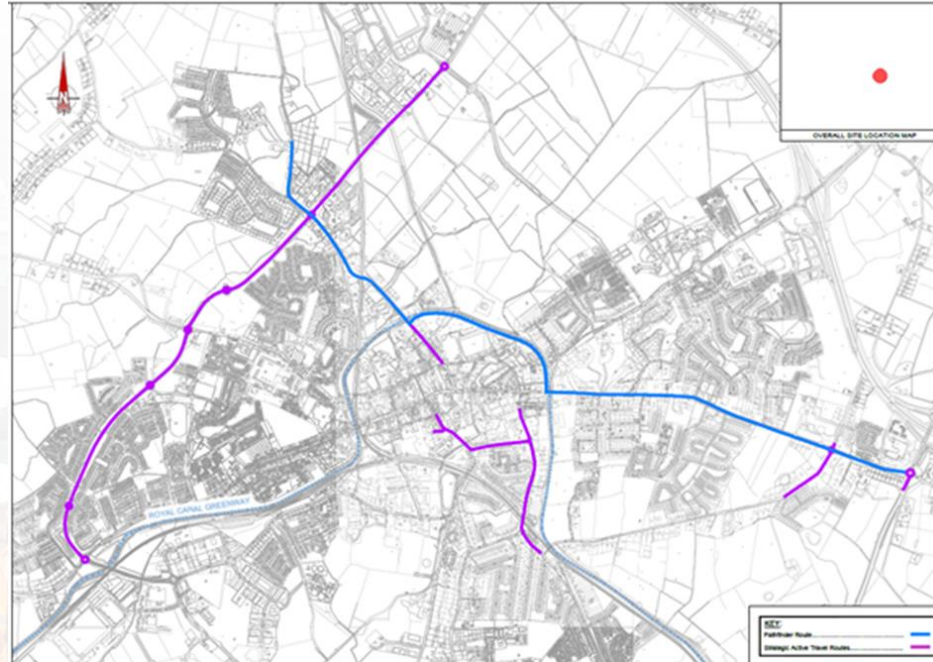 OVERALL SITE LOCATION MAP
ROYAL CANAL GREENWAY
KEY:
Pathfinder Route
Strategic Active Travel Routes